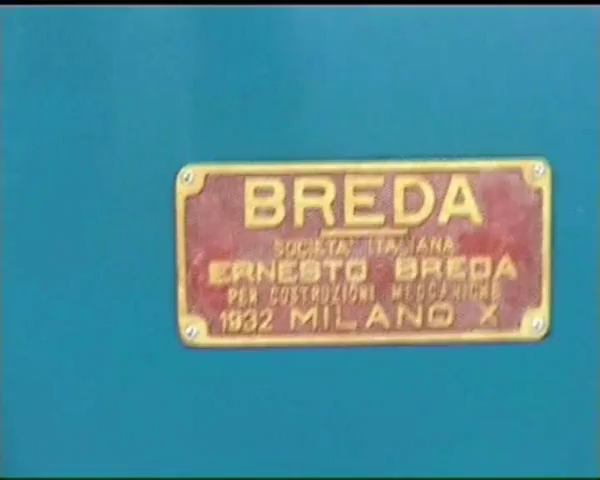 BREDA
SOCIETA' ITALIANA
ERNESTO BREDA
PER COSTRUZIONI MECCANICHE
1932 MILANO X